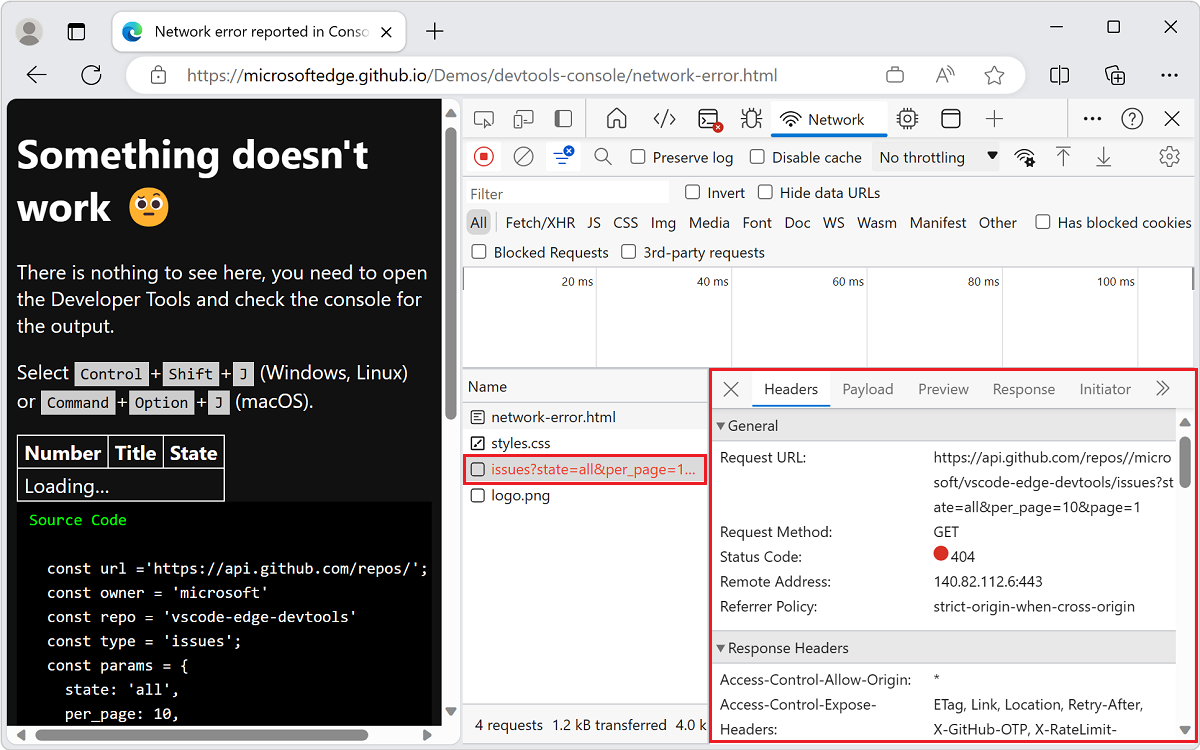 Network error reported in Conso
https://microsoftedge.github.io/Demos/devtools-console/network-error.html
Something doesn't
work
There is nothing to see here, you need to open
the Developer Tools and check the console for
the output.
Select Control + Shift + J (Windows, Linux)
or Command + Option + J (macOS).
Number Title State
Loading...
Source Code
const url ='https://api.github.com/repos/';
const owner = 'microsoft'
const repo = 'vscode-edge-devtools'
const type = 'issues';
const params = {
state: 'all',
per_page: 10,
Network
Preserve log Disable cache No throttling
Filter Invert Hide data URLs
All Fetch/XHR JS CSS Img Media Font Doc WS Wasm Manifest Other Has blocked cookies
Blocked Requests 3rd-party requests
20 ms 40 ms 60 ms 80 ms 100 ms
Name
network-error.html
styles.css
issues?state=all&per_page=1...
logo.png
4 requests 1.2 kB transferred 4.0 k
Headers Payload Preview Response Initiator
General
Request URL: https://api.github.com/repos//micro
soft/vscode-edge-devtools/issues?st
ate=all&per_page=10&page=1
Request Method: GET
Status Code: 404
Remote Address: 140.82.112.6:443
Referrer Policy: strict-origin-when-cross-origin
Response Headers
Access-Control-Allow-Origin: *
Access-Control-Expose- ETag, Link, Location, Retry-After,
Headers: X-GitHub-OTP, X-RateLimit-